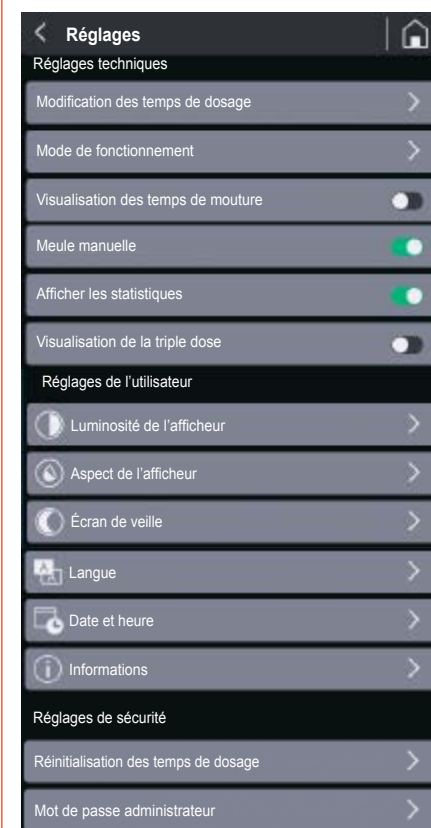 Réglages
Réglages techniques
Modification des temps de dosage
Mode de fonctionnement
Visualisation des temps de mouture
Meule manuelle
Afficher les statistiques
Visualisation de la triple dose
Réglages de l’utilisateur
Luminosité de l’afficheur
Aspect de l’afficheur
Écran de veille
Langue
Date et heure
Informations
Réglages de sécurité
Réinitialisation des temps de dosage
Mot de passe administrateur